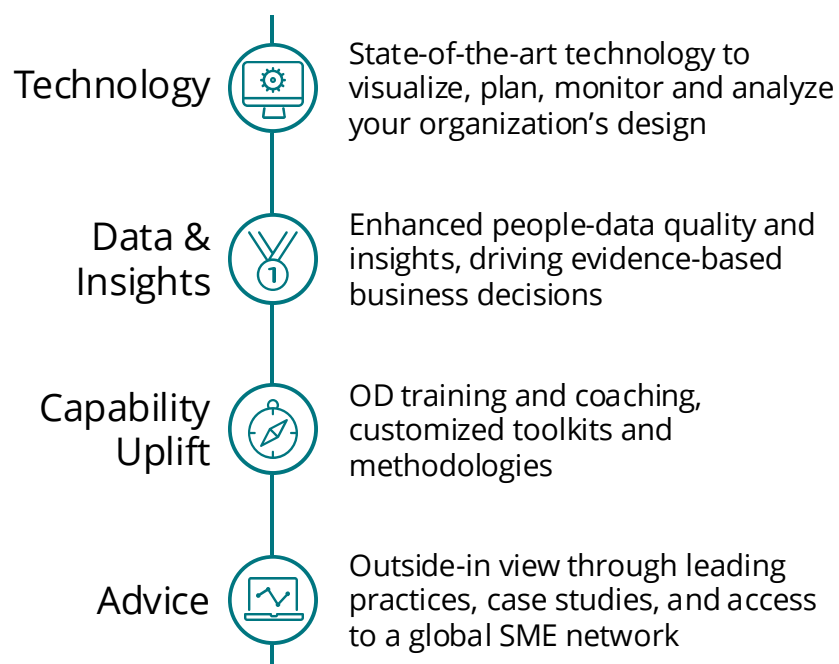 Technology
State-of-the-art technology to
visualize, plan, monitor and analyze
your organization’s design
Data &
Insights
1
Enhanced people-data quality and
insights, driving evidence-based
business decisions
Capability
Uplift
OD training and coaching,
customized toolkits and
methodologies
Advice
Outside-in view through leading
practices, case studies, and access
to a global SME network